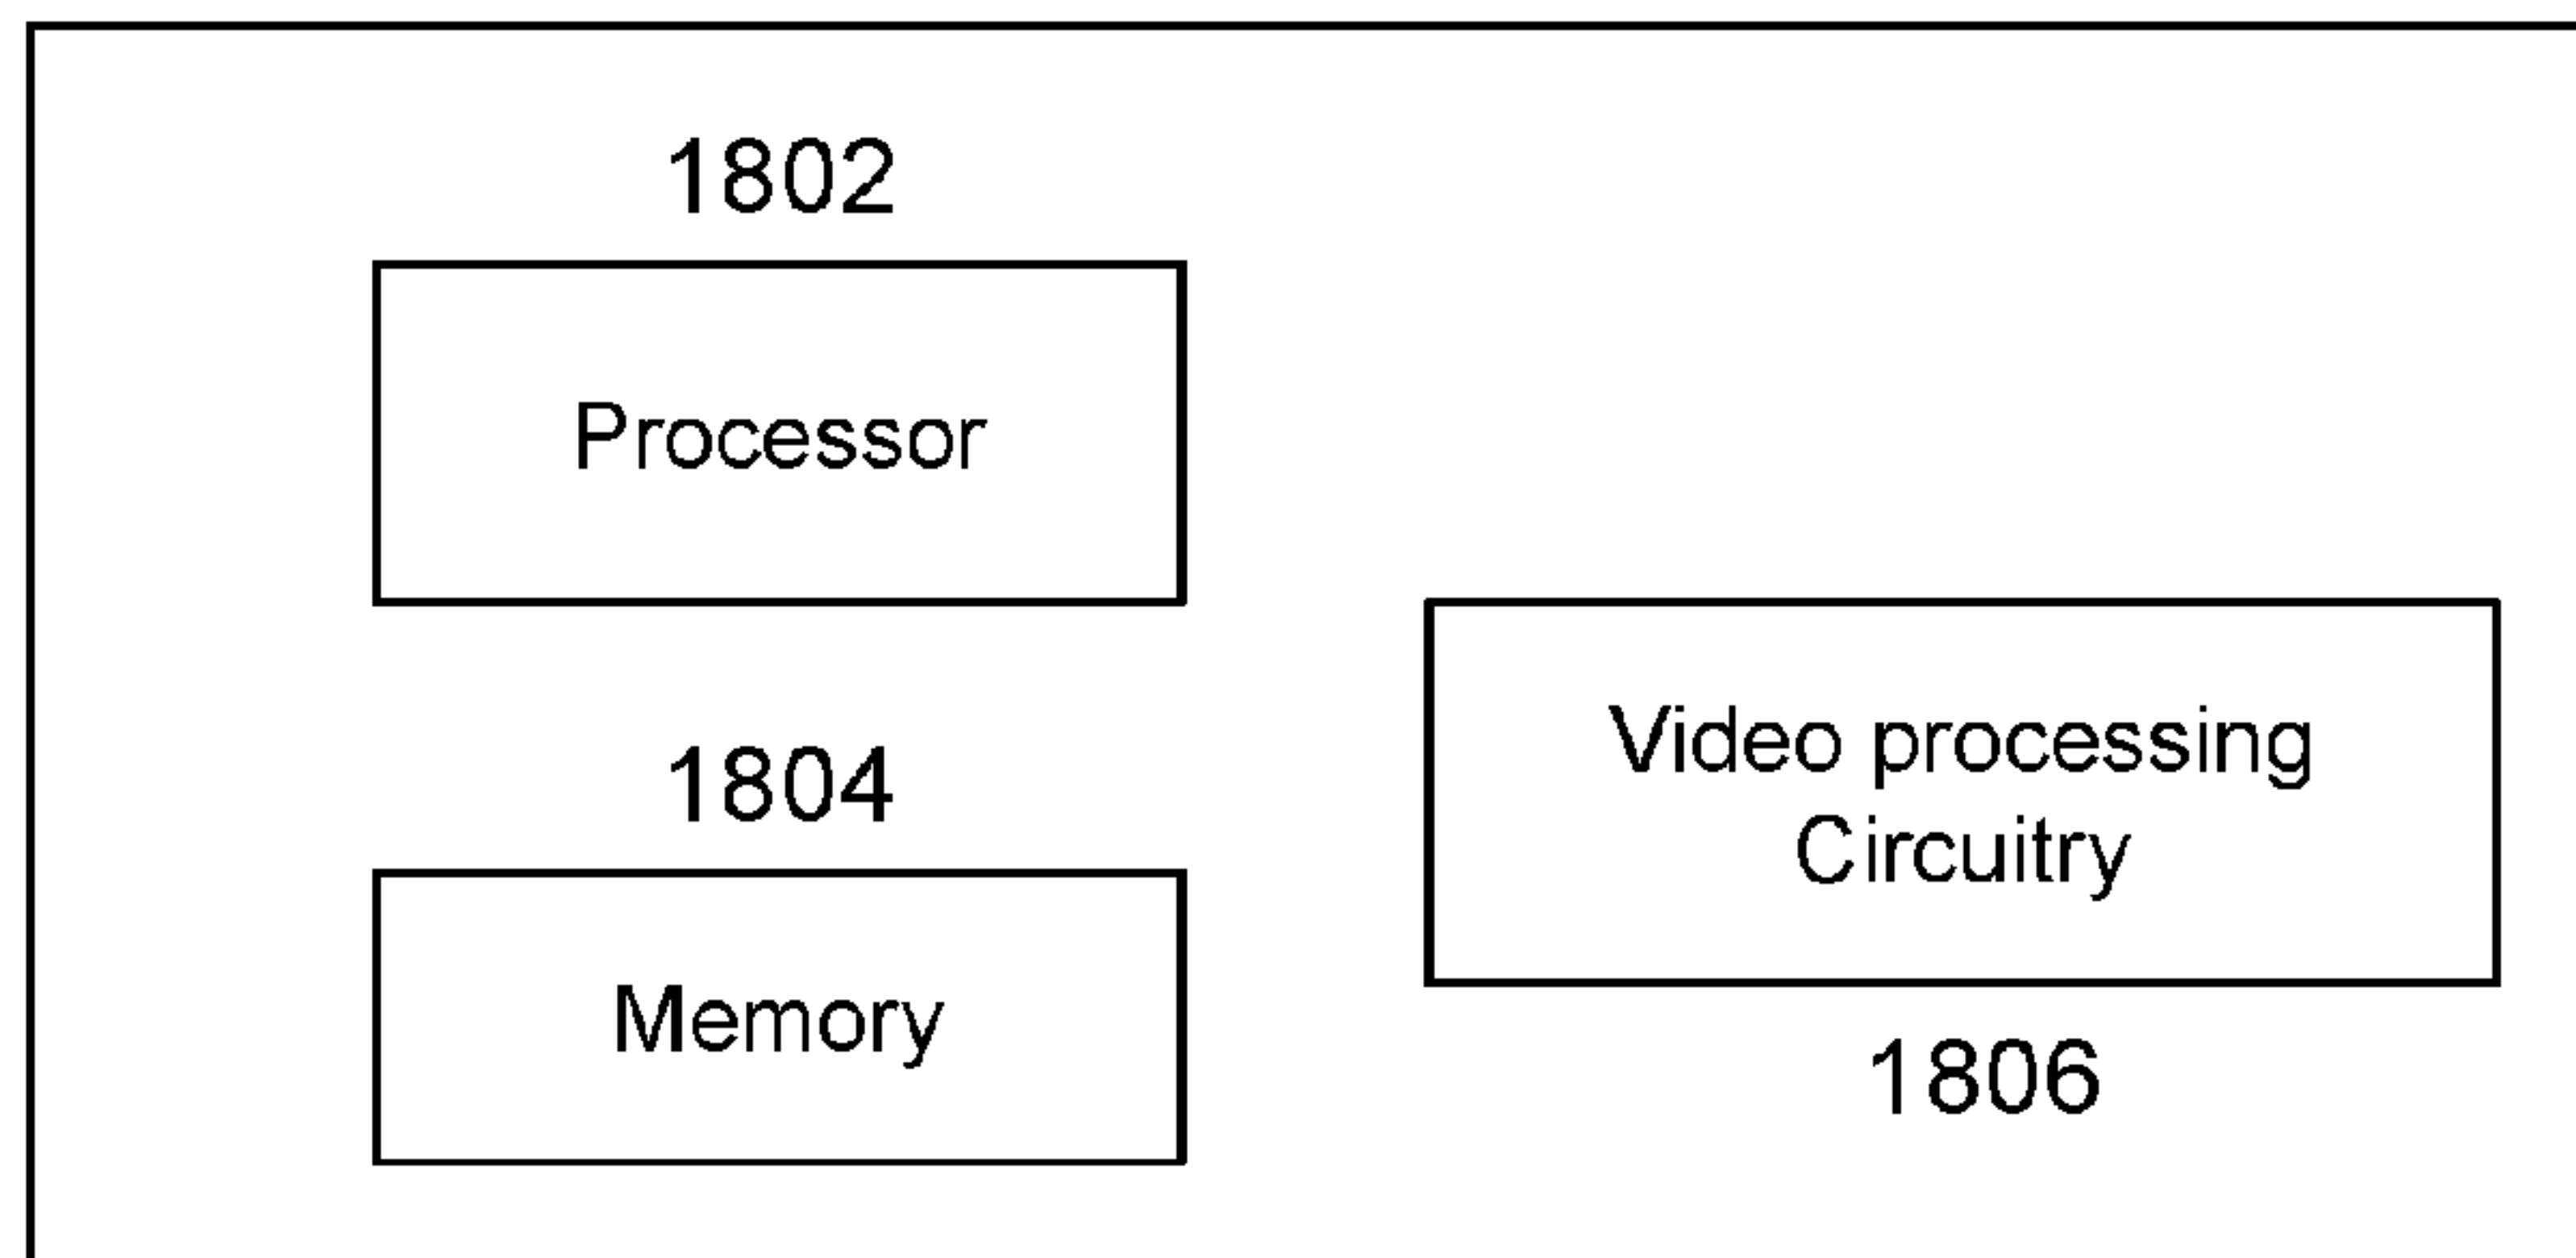 1802
Processor
1804
Memory
Video processing
Circuitry
1806